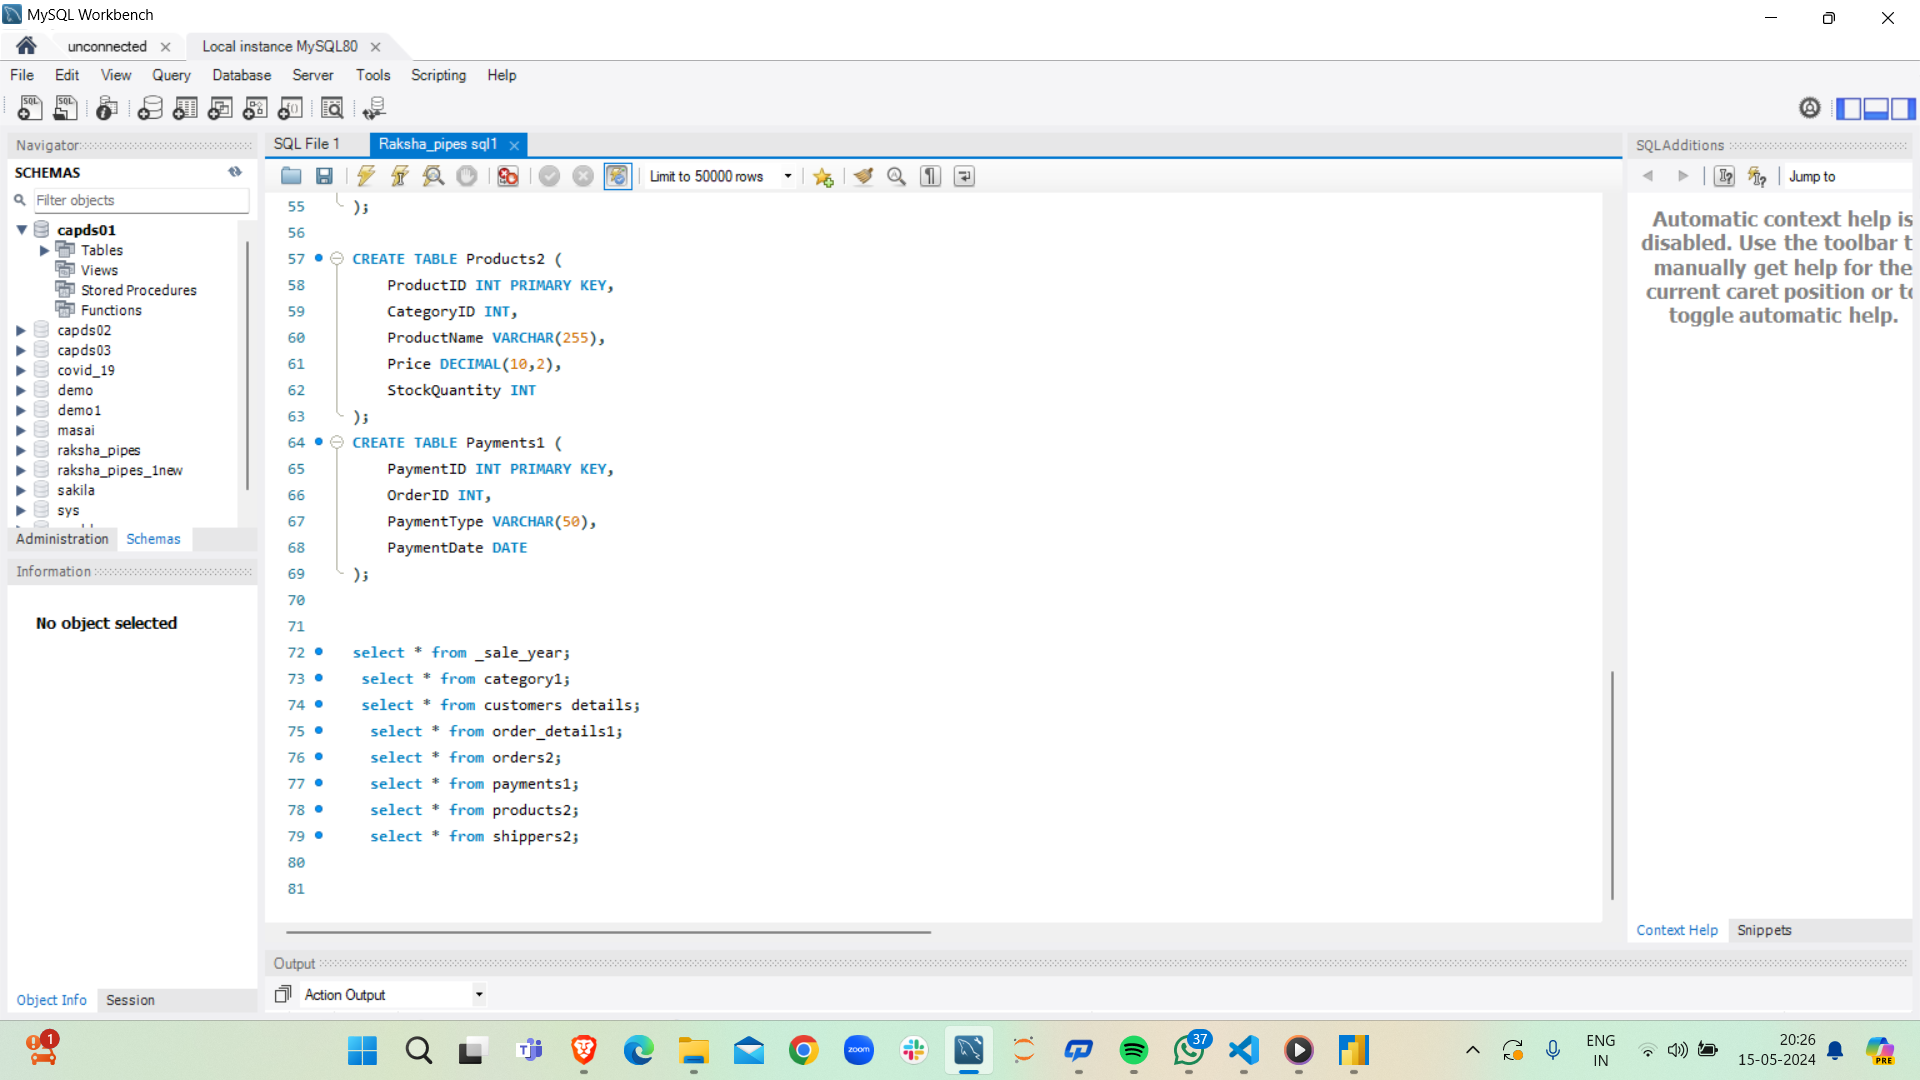 MySQL Workbench
unconnected
Local instance MySQL80
File Edit View Query Database Server Tools Scripting Help
Navigator
SCHEMAS
Filter objects
capds01
Tables
Views
Stored Procedures
Functions
capds02
capds03
covid_19
demo
demo1
masai
raksha_pipes
raksha_pipes_1new
sakila
sys
Administration Schemas
Information
No object selected
Object Info Session
SQL File 1
Raksha_pipes sql1
Limit to 50000 rows
55 );
56
57 CREATE TABLE Products2 (
58 ProductID INT PRIMARY KEY,
59 CategoryID INT,
60 ProductName VARCHAR(255),
61 Price DECIMAL(10,2),
62 StockQuantity INT
63 );
64 CREATE TABLE Payments1 (
65 PaymentID INT PRIMARY KEY,
66 OrderID INT,
67 PaymentType VARCHAR(50),
68 PaymentDate DATE
69 );
70
71
72 select * from _sale_year;
73 select * from category1;
74 select * from customers details;
75 select * from order_details1;
76 select * from orders2;
77 select * from payments1;
78 select * from products2;
79 select * from shippers2;
80
81
Output
Action Output
SQLAdditions
Jump to
Automatic context help is
disabled. Use the toolbar t
manually get help for the
current caret position or to
toggle automatic help.
Context Help Snippets
1
zoom
37
ENG
IN
20:26
15-05-2024
PRE